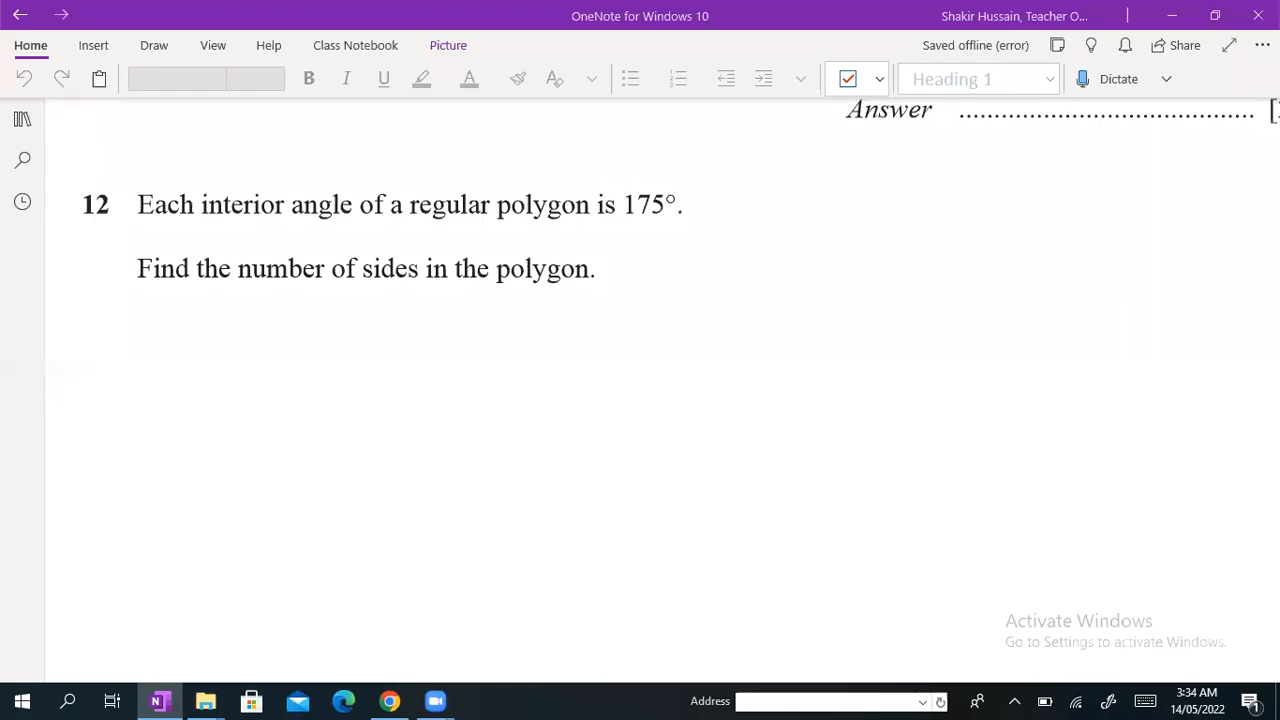 OneNote for Windows 10
Shakir Hussain, Teacher O...
Home Insert Draw View Help Class Notebook Picture
Saved offline (error) Share
B I U A Heading 1 Dictate
Answer ..........................................
12 Each interior angle of a regular polygon is 175°.
Find the number of sides in the polygon.
Activate Windows
Go to Settings to activate Windows.
Address
3:34 AM
14/05/2022
1